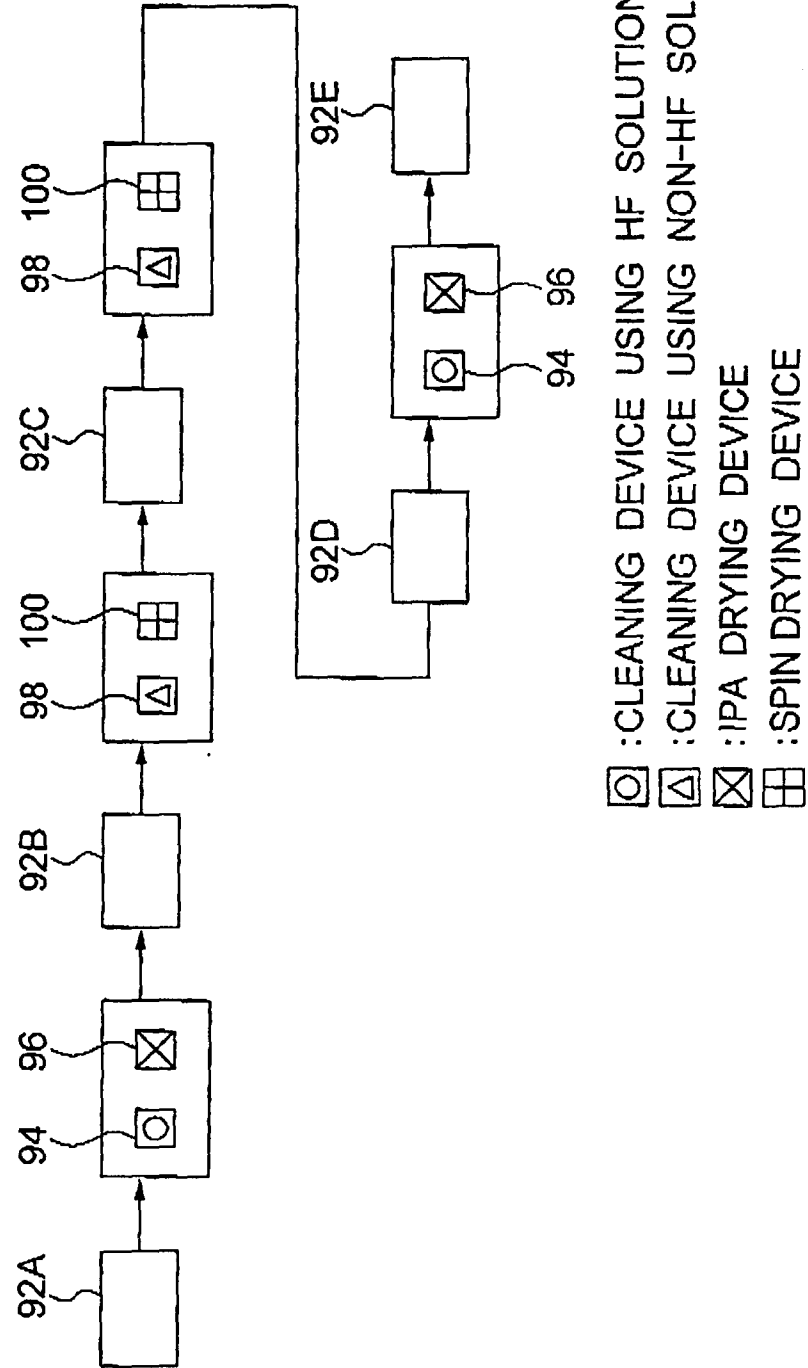 92A
94
96
92B
98
100
92C
98
100
92D
92E
94
96
:CLEANING DEVICE USING HF SOLUTION
:CLEANING DEVICE USING NON-HF SOL
:IPA DRYING DEVICE
:SPIN DRYING DEVICE